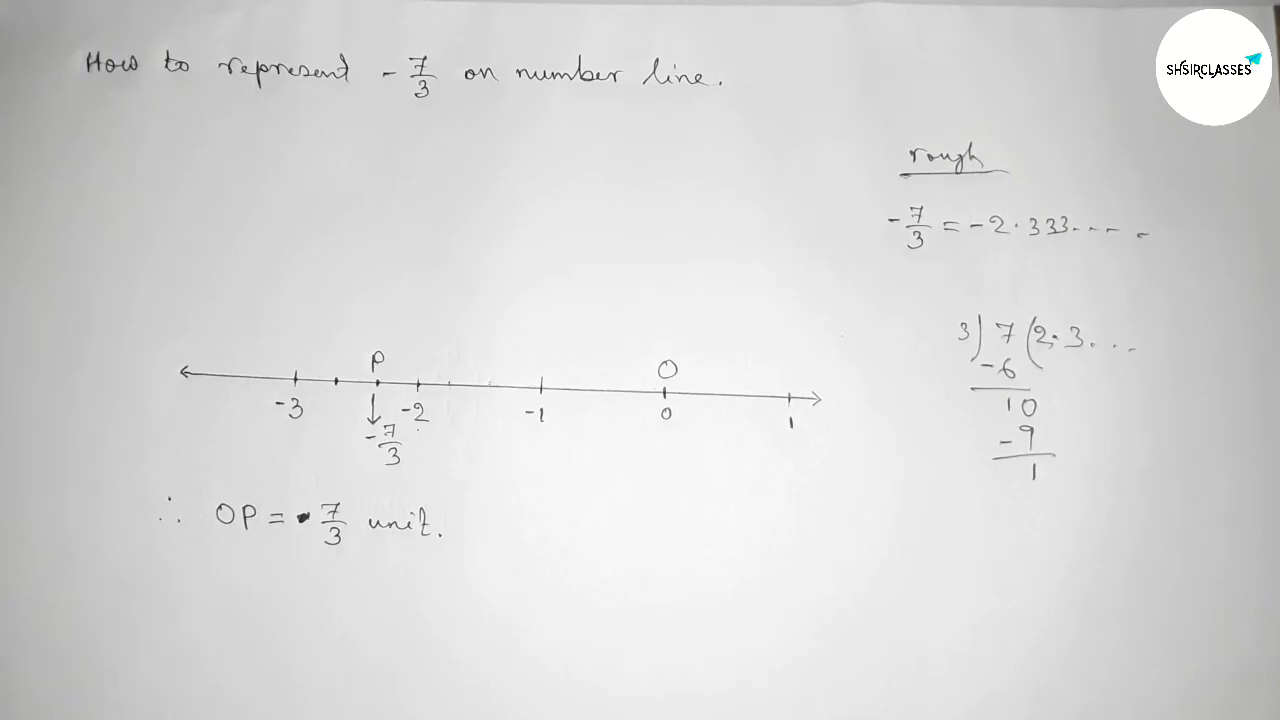 How to represent -7/3 on number line.
SHSIRCLASSES
rough
-7/3 = -2.333.....
3) 7 (2.3...
-6
10
-9
1
P O
-3 -2 -1 0 1
-7/3
∴ OP = -7/3 unit.